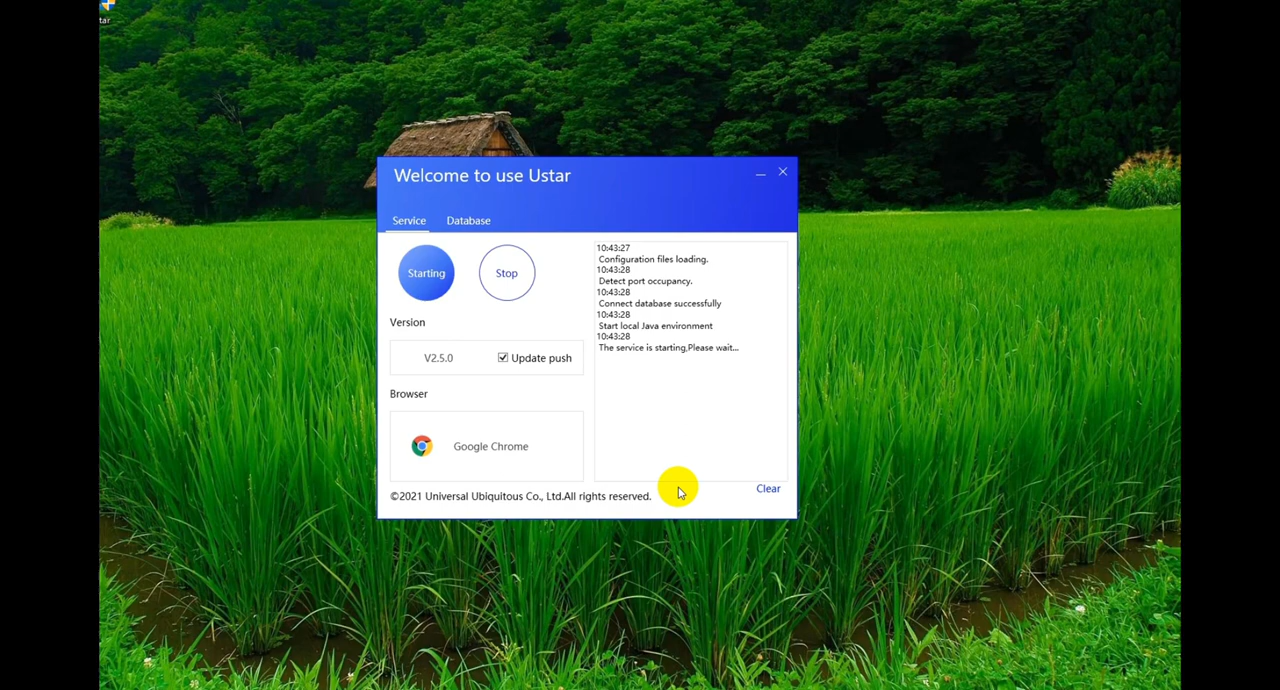 tar
Welcome to use Ustar
Service Database
Starting Stop
Version
V2.5.0 Update push
Browser
Google Chrome
©2021 Universal Ubiquitous Co., Ltd.All rights reserved.
10:43:27
Configuration files loading.
10:43:28
Detect port occupancy.
10:43:28
Connect database successfully
10:43:28
Start local Java environment
10:43:28
The service is starting,Please wait...
Clear